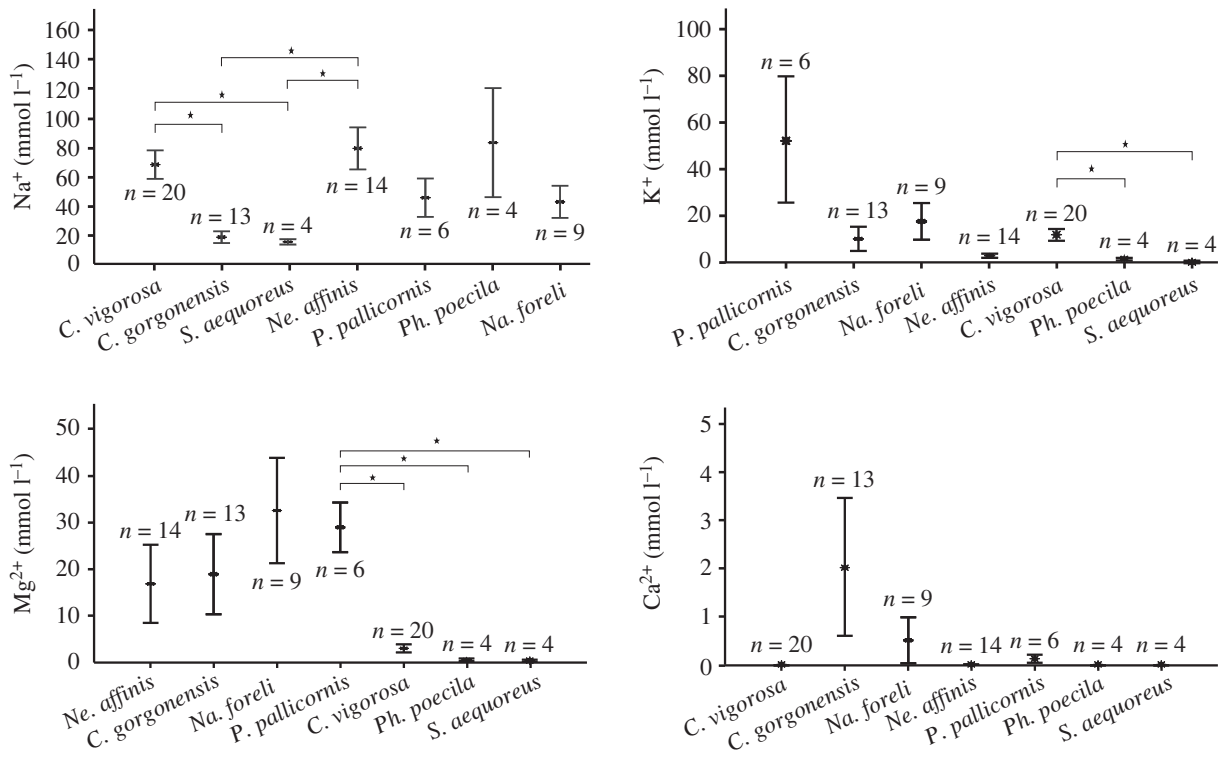 160
140
120
100
80
60
40
20
0
Na⁺ (mmol l⁻¹)
n = 20
n = 13
n = 4
n = 14
n = 6
n = 4
n = 9
C. vigorosa
C. gorgonensis
S. aequoreus
Ne. affinis
P. pallicornis
Ph. poecila
Na. foreli
100
80
60
40
20
0
K⁺ (mmol l⁻¹)
n = 6
n = 13
n = 9
n = 14
n = 20
n = 4
n = 4
P. pallicornis
C. gorgonensis
Na. foreli
Ne. affinis
C. vigorosa
Ph. poecila
S. aequoreus
50
40
30
20
10
0
Mg²⁺ (mmol l⁻¹)
n = 14
n = 13
n = 9
n = 6
n = 20
n = 4
n = 4
Ne. affinis
C. gorgonensis
Na. foreli
P. pallicornis
C. vigorosa
Ph. poecila
S. aequoreus
5
4
3
2
1
0
Ca²⁺ (mmol l⁻¹)
n = 20
n = 13
n = 9
n = 14
n = 6
n = 4
n = 4
C. vigorosa
C. gorgonensis
Na. foreli
Ne. affinis
P. pallicornis
Ph. poecila
S. aequoreus